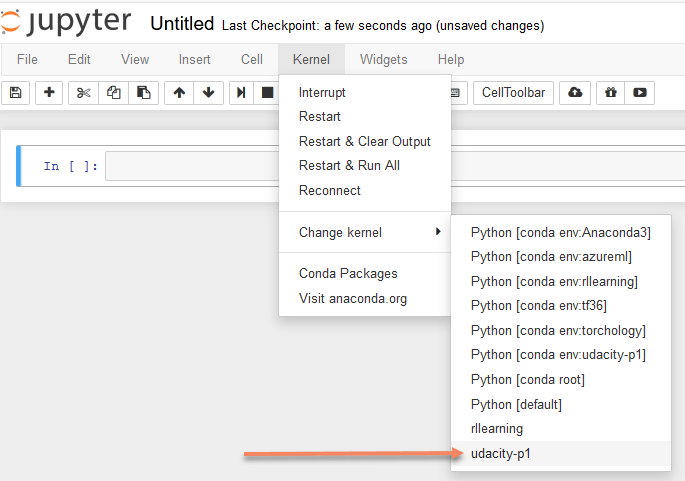 jupyter Untitled Last Checkpoint: a few seconds ago (unsaved changes)
File Edit View Insert Cell Kernel Widgets Help
CellToolbar
Interrupt
Restart
Restart & Clear Output
Restart & Run All
Reconnect
Change kernel
Conda Packages
Visit anaconda.org
In [ ]:
Python [conda env:Anaconda3]
Python [conda env:azureml]
Python [conda env:rllearning]
Python [conda env:tf36]
Python [conda env:torchology]
Python [conda env:udacity-p1]
Python [conda root]
Python [default]
rllearning
udacity-p1